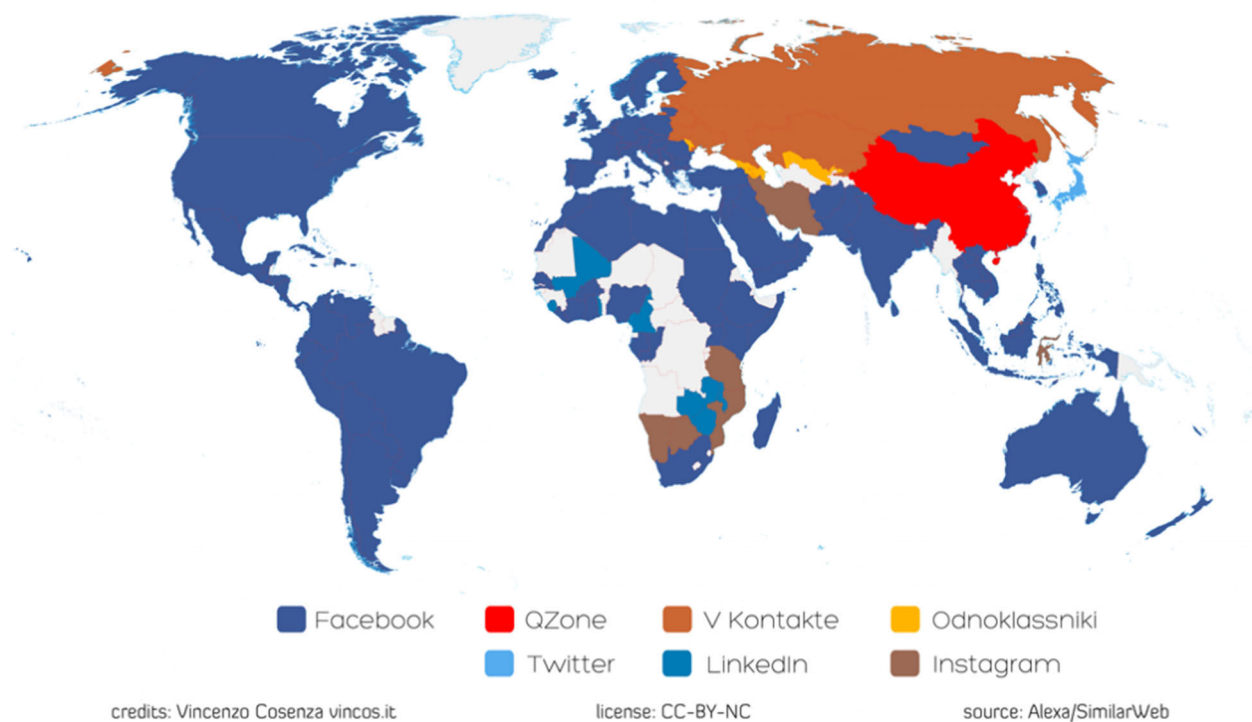 Facebook QZone V Kontakte Odnoklassniki
Twitter LinkedIn Instagram
credits: Vincenzo Cosenza vincos.it license: CC-BY-NC source: Alexa/SimilarWeb